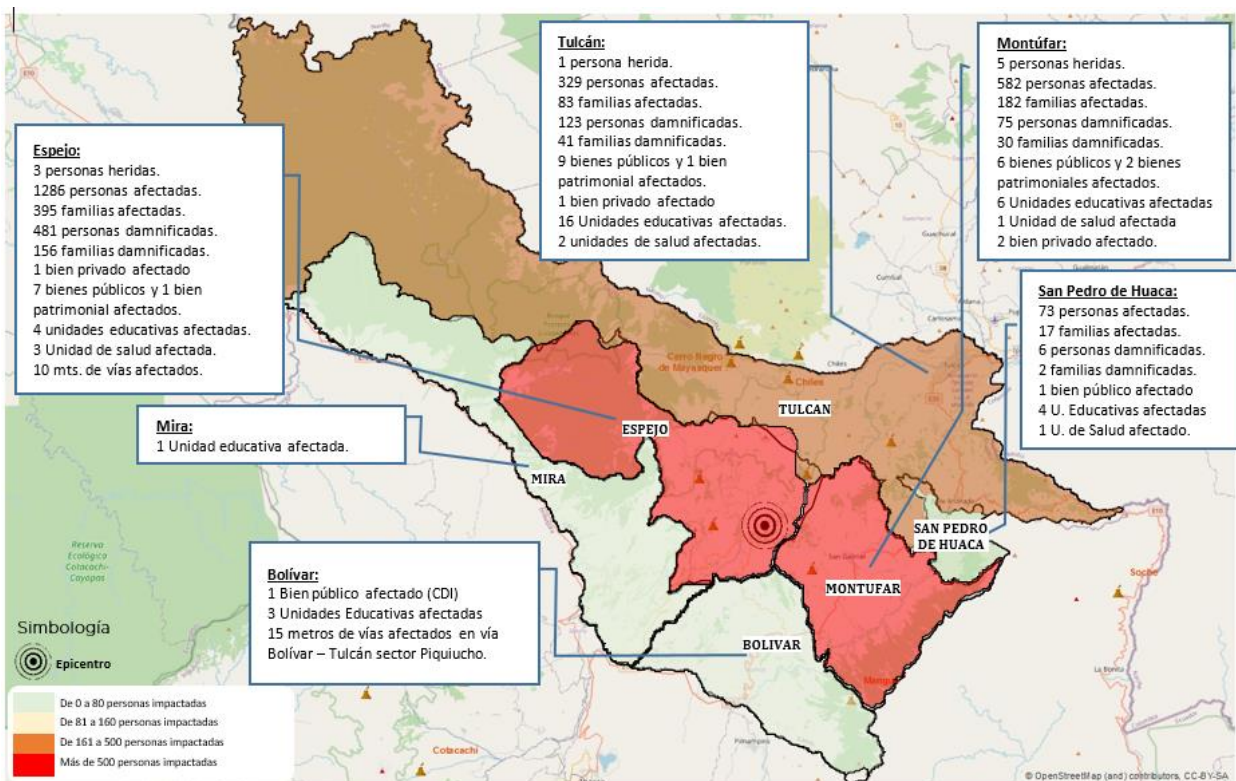 Espejo:
3 personas heridas.
1286 personas afectadas.
395 familias afectadas.
481 personas damnificadas.
156 familias damnificadas.
1 bien privado afectado
7 bienes públicos y 1 bien
patrimonial afectados.
4 unidades educativas afectadas.
3 Unidad de salud afectada.
10 mts. de vías afectados.
Tulcán:
1 persona herida.
329 personas afectadas.
83 familias afectadas.
123 personas damnificadas.
41 familias damnificadas.
9 bienes públicos y 1 bien
patrimonial afectados.
1 bien privado afectado
16 Unidades educativas afectadas.
2 unidades de salud afectadas.
Montúfar:
5 personas heridas.
582 personas afectadas.
182 familias afectadas.
75 personas damnificadas.
30 familias damnificadas.
6 bienes públicos y 2 bienes
patrimoniales afectados.
6 Unidades educativas afectadas
1 Unidad de salud afectada
2 bien privado afectado.
San Pedro de Huaca:
73 personas afectadas.
17 familias afectadas.
6 personas damnificadas.
2 familias damnificadas.
1 bien público afectado
4 U. Educativas afectadas
1 U. de Salud afectado.
Mira:
1 Unidad educativa afectada.
Bolívar:
1 Bien público afectado (CDI)
3 Unidades Educativas afectadas
15 metros de vías afectados en vía
Bolívar – Tulcán sector Piquiucho.
Cerro Negro
de Mayasquer
Chiles
Chiles
Cumbal
Guachucal
TULCAN
ESPEJO
MIRA
SAN PEDRO
DE HUACA
San Gabriel
MONTUFAR
BOLIVAR
Soche
La Bonita
Pimampiro
Cotacachi
Reserva
Ecológica
Cotacachi-
Cayapas
Simbología
Epicentro
De 0 a 80 personas impactadas
De 81 a 160 personas impactadas
De 161 a 500 personas impactadas
Más de 500 personas impactadas
© OpenStreetMap (and) contributors, CC-BY-SA